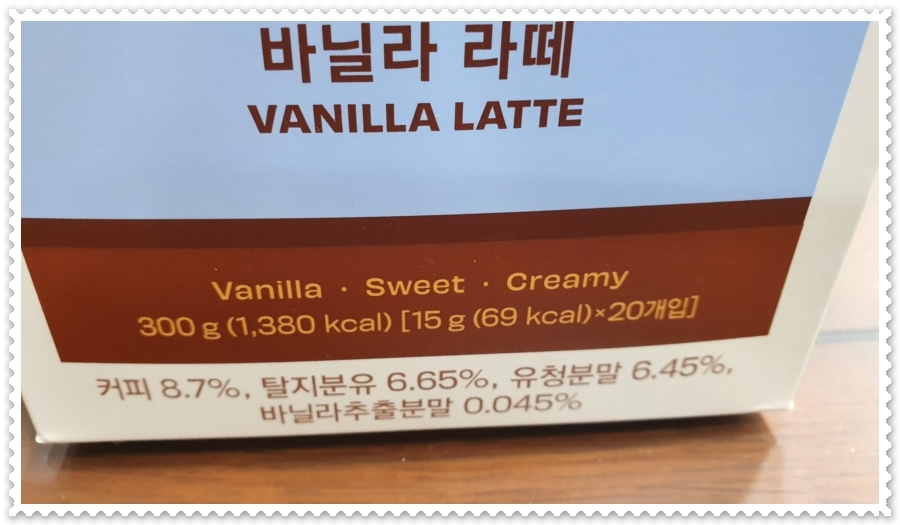 바닐라 라떼
VANILLA LATTE
Vanilla · Sweet · Creamy
300 g (1,380 kcal) [15 g (69 kcal)×20개입]
커피 8.7%, 탈지분유 6.65%, 유청분말 6.45%,
바닐라추출분말 0.045%